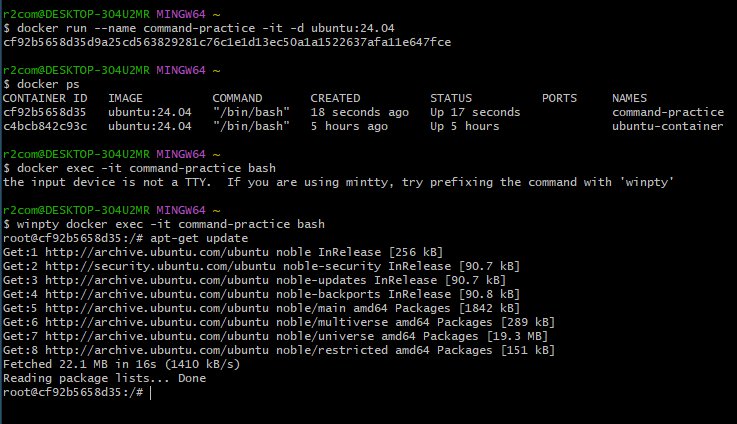 r2com@DESKTOP-3O4U2MR MINGW64 ~
$ docker run --name command-practice -it -d ubuntu:24.04
cf92b5658d35d9a25cd563829281c76c1e1d13ec50a1a1522637afa11e647fce
r2com@DESKTOP-3O4U2MR MINGW64 ~
$ docker ps
CONTAINER ID   IMAGE          COMMAND       CREATED          STATUS          PORTS     NAMES
cf92b5658d35   ubuntu:24.04   "/bin/bash"   18 seconds ago   Up 17 seconds             command-practice
c4bcb842c93c   ubuntu:24.04   "/bin/bash"   5 hours ago      Up 5 hours                ubuntu-container
r2com@DESKTOP-3O4U2MR MINGW64 ~
$ docker exec -it command-practice bash
the input device is not a TTY.  If you are using mintty, try prefixing the command with 'winpty'
r2com@DESKTOP-3O4U2MR MINGW64 ~
$ winpty docker exec -it command-practice bash
root@cf92b5658d35:/# apt-get update
Get:1 http://archive.ubuntu.com/ubuntu noble InRelease [256 kB]
Get:2 http://security.ubuntu.com/ubuntu noble-security InRelease [90.7 kB]
Get:3 http://archive.ubuntu.com/ubuntu noble-updates InRelease [90.7 kB]
Get:4 http://archive.ubuntu.com/ubuntu noble-backports InRelease [90.8 kB]
Get:5 http://archive.ubuntu.com/ubuntu noble/main amd64 Packages [1842 kB]
Get:6 http://archive.ubuntu.com/ubuntu noble/multiverse amd64 Packages [289 kB]
Get:7 http://archive.ubuntu.com/ubuntu noble/universe amd64 Packages [19.3 MB]
Get:8 http://archive.ubuntu.com/ubuntu noble/restricted amd64 Packages [151 kB]
Fetched 22.1 MB in 16s (1410 kB/s)
Reading package lists... Done
root@cf92b5658d35:/#